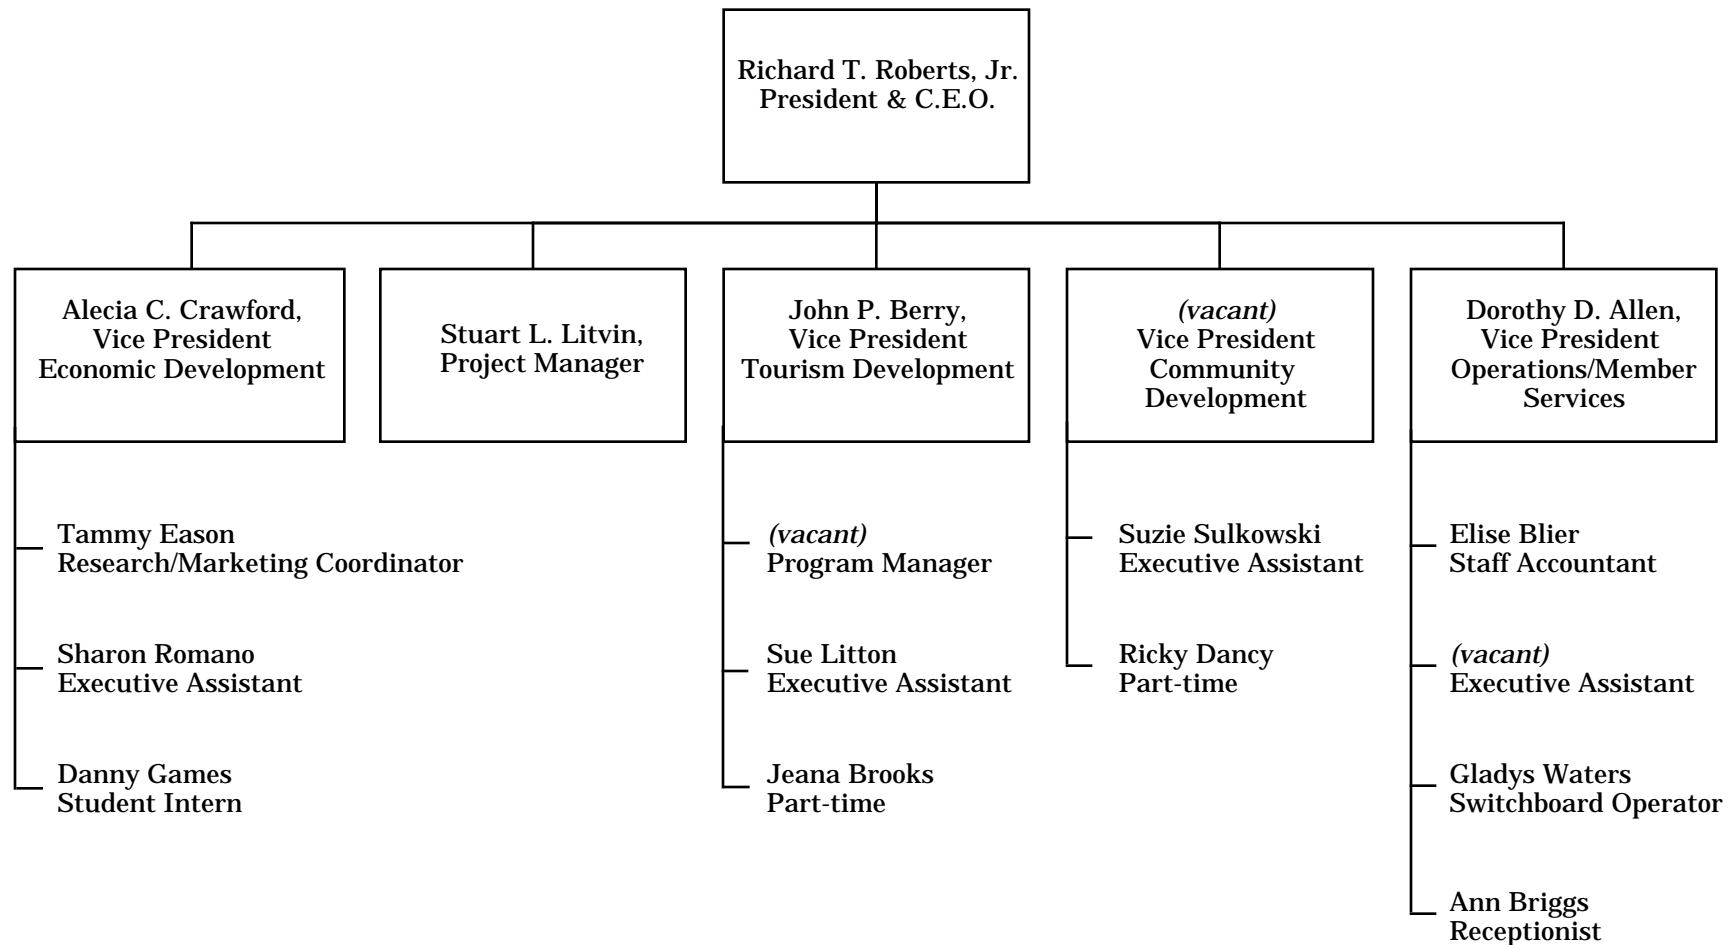 Richard T. Roberts, Jr.
President & C.E.O.
Alecia C. Crawford,
Vice President
Economic Development
Stuart L. Litvin,
Project Manager
John P. Berry,
Vice President
Tourism Development
(vacant)
Vice President
Community
Development
Dorothy D. Allen,
Vice President
Operations/Member
Services
Tammy Eason
Research/Marketing Coordinator
Sharon Romano
Executive Assistant
Danny Games
Student Intern
(vacant)
Program Manager
Sue Litton
Executive Assistant
Jeana Brooks
Part-time
Suzie Sulkowski
Executive Assistant
Ricky Dancy
Part-time
Elise Blier
Staff Accountant
(vacant)
Executive Assistant
Gladys Waters
Switchboard Operator
Ann Briggs
Receptionist